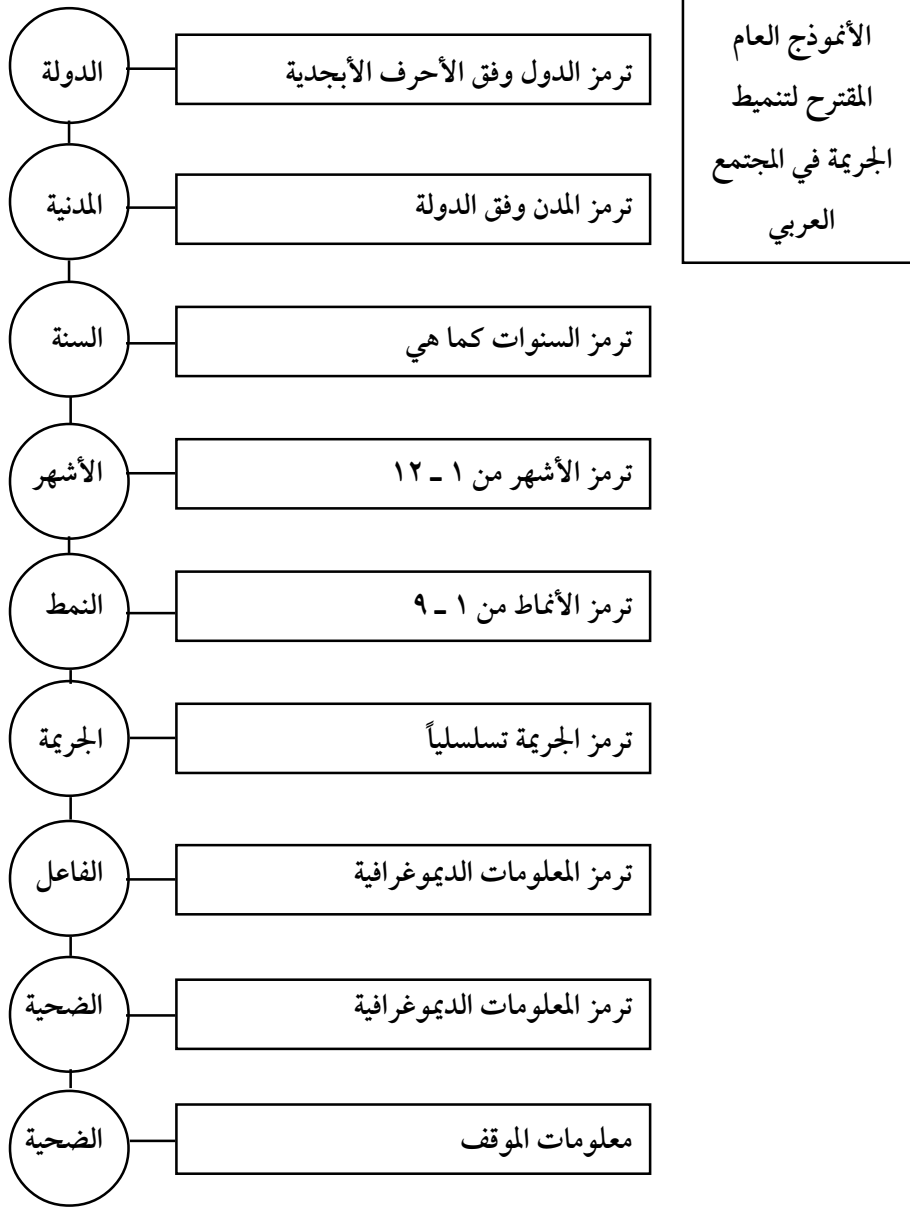 الأنموذج العام
المقترح لتنميط
الجريمة في المجتمع
العربي
الدولة
ترمز الدول وفق الأحرف الأبجدية
المدنية
ترمز المدن وفق الدولة
السنة
ترمز السنوات كما هي
الأشهر
ترمز الأشهر من ١ ـ ١٢
النمط
ترمز الأنماط من ١ ـ ٩
الجريمة
ترمز الجريمة تسلسلياً
الفاعل
ترمز المعلومات الديموغرافية
الضحية
ترمز المعلومات الديموغرافية
الضحية
معلومات الموقف